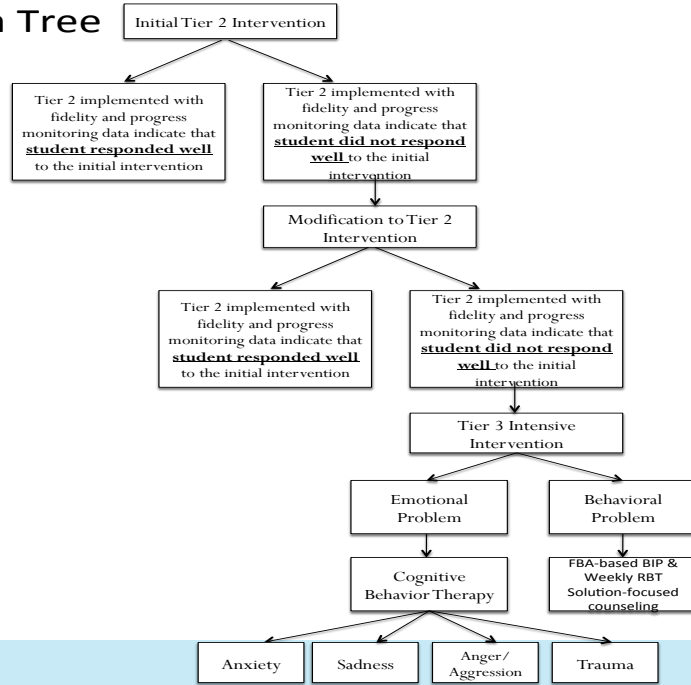 n Tree
Initial Tier 2 Intervention
Tier 2 implemented with
fidelity and progress
monitoring data indicate that
student responded well
to the initial intervention
Tier 2 implemented with
fidelity and progress
monitoring data indicate that
student did not respond
well to the initial
intervention
Modification to Tier 2
Intervention
Tier 2 implemented with
fidelity and progress
monitoring data indicate that
student responded well
to the initial intervention
Tier 2 implemented with
fidelity and progress
monitoring data indicate that
student did not respond
well to the initial
intervention
Tier 3 Intensive
Intervention
Emotional
Problem
Behavioral
Problem
Cognitive
Behavior Therapy
FBA-based BIP &
Weekly RBT
Solution-focused
counseling
Anxiety
Sadness
Anger/
Aggression
Trauma